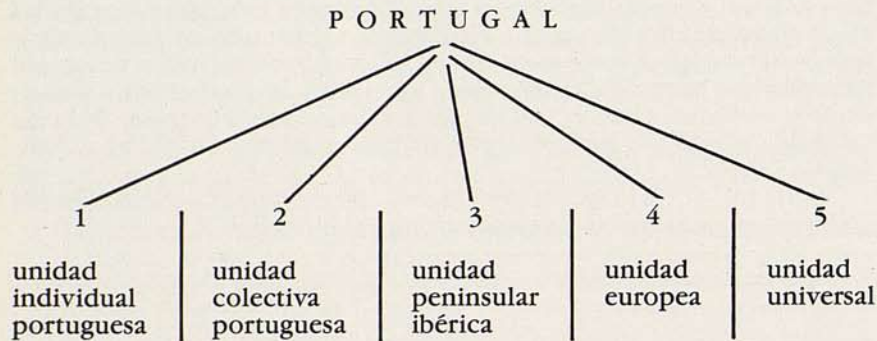 PORTUGAL
1 2 3 4 5
unidad individual portuguesa
unidad colectiva portuguesa
unidad peninsular ibérica
unidad europea
unidad universal